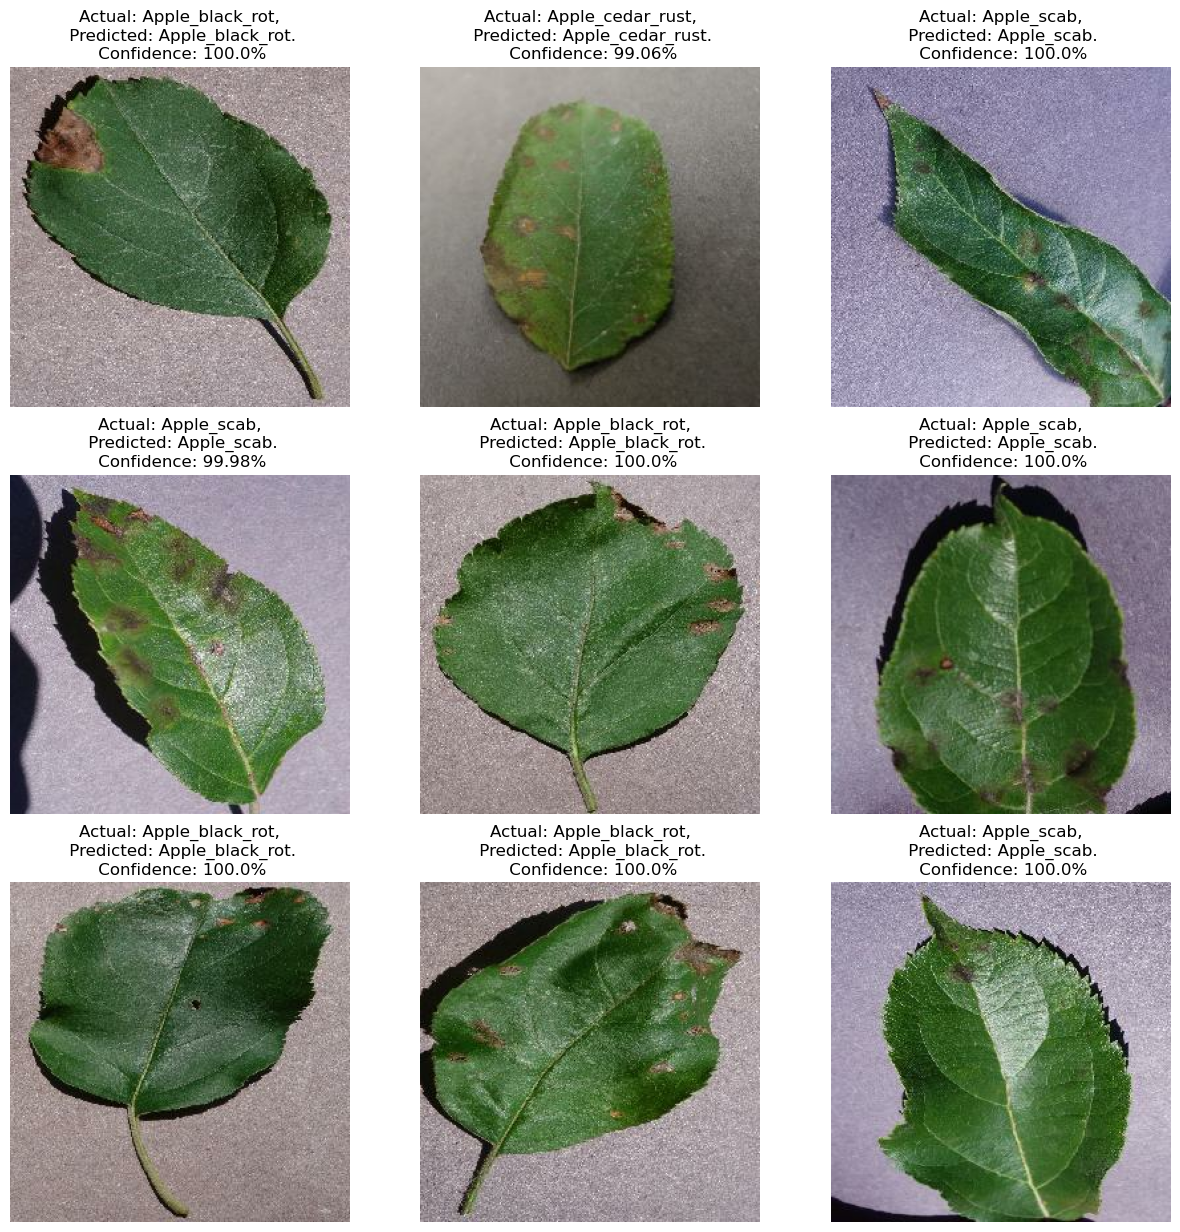 Actual: Apple_black_rot,
Predicted: Apple_black_rot.
Confidence: 100.0%
Actual: Apple_cedar_rust,
Predicted: Apple_cedar_rust.
Confidence: 99.06%
Actual: Apple_scab,
Predicted: Apple_scab.
Confidence: 100.0%
Actual: Apple_scab,
Predicted: Apple_scab.
Confidence: 99.98%
Actual: Apple_black_rot,
Predicted: Apple_black_rot.
Confidence: 100.0%
Actual: Apple_scab,
Predicted: Apple_scab.
Confidence: 100.0%
Actual: Apple_black_rot,
Predicted: Apple_black_rot.
Confidence: 100.0%
Actual: Apple_black_rot,
Predicted: Apple_black_rot.
Confidence: 100.0%
Actual: Apple_scab,
Predicted: Apple_scab.
Confidence: 100.0%